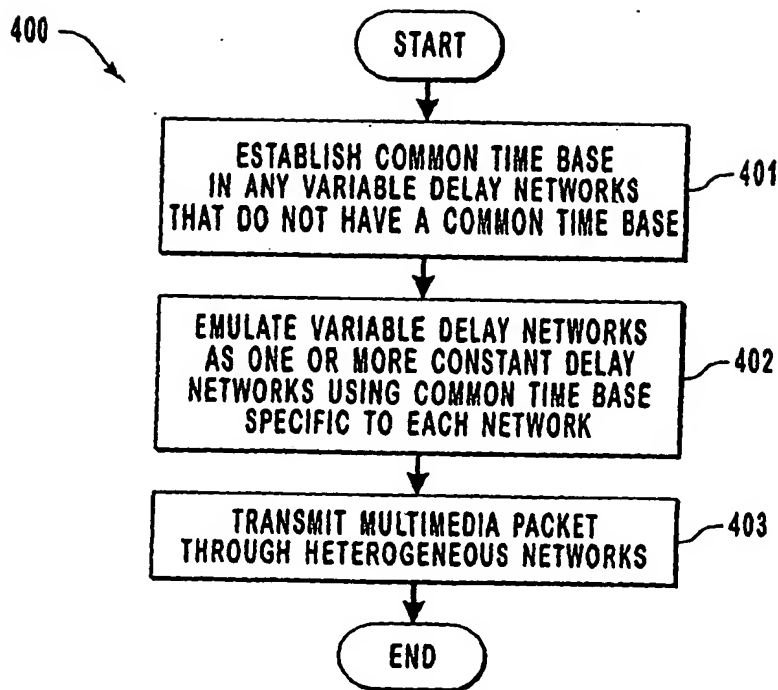 400
START
ESTABLISH COMMON TIME BASE
IN ANY VARIABLE DELAY NETWORKS
THAT DO NOT HAVE A COMMON TIME BASE
401
EMULATE VARIABLE DELAY NETWORKS
AS ONE OR MORE CONSTANT DELAY
NETWORKS USING COMMON TIME BASE
SPECIFIC TO EACH NETWORK
402
TRANSMIT MULTIMEDIA PACKET
THROUGH HETEROGENEOUS NETWORKS
403
END